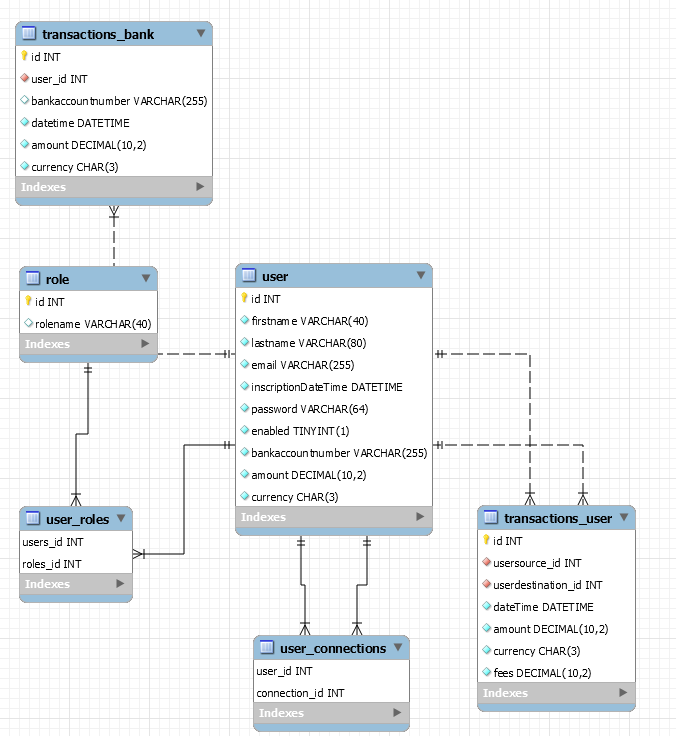 transactions_bank
id INT
user_id INT
bankaccountnumber VARCHAR(255)
datetime DATETIME
amount DECIMAL(10,2)
currency CHAR(3)
Indexes
role
id INT
rolename VARCHAR(40)
Indexes
user
id INT
firstname VARCHAR(40)
lastname VARCHAR(80)
email VARCHAR(255)
inscriptionDateTime DATETIME
password VARCHAR(64)
enabled TINYINT(1)
bankaccountnumber VARCHAR(255)
amount DECIMAL(10,2)
currency CHAR(3)
Indexes
user_roles
users_id INT
roles_id INT
Indexes
transactions_user
id INT
usersource_id INT
userdestination_id INT
dateTime DATETIME
amount DECIMAL(10,2)
currency CHAR(3)
fees DECIMAL(10,2)
Indexes
user_connections
user_id INT
connection_id INT
Indexes